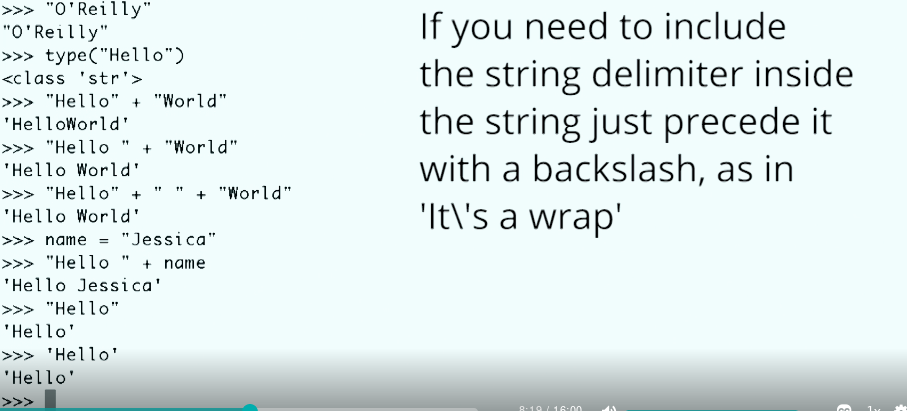 >>> "O'Reilly"
"O'Reilly"
>>> type("Hello")
<class 'str'>
>>> "Hello" + "World"
'HelloWorld'
>>> "Hello " + "World"
'Hello World'
>>> "Hello" + " " + "World"
'Hello World'
>>> name = "Jessica"
>>> "Hello " + name
'Hello Jessica'
>>> "Hello"
'Hello'
>>> 'Hello'
'Hello'
>>>
If you need to include
the string delimiter inside
the string just precede it
with a backslash, as in
'It\'s a wrap'
8:19 / 16:00
1x